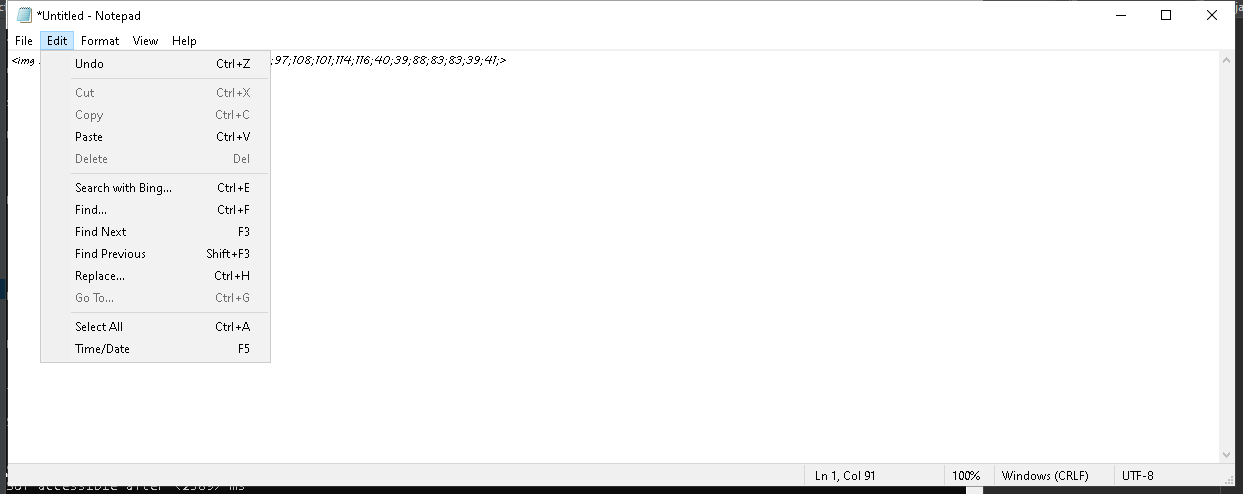 *Untitled - Notepad
File Edit Format View Help
<img ;97;108;101;114;116;40;39;88;83;83;39;41;>
Undo Ctrl+Z
Cut Ctrl+X
Copy Ctrl+C
Paste Ctrl+V
Delete Del
Search with Bing... Ctrl+E
Find... Ctrl+F
Find Next F3
Find Previous Shift+F3
Replace... Ctrl+H
Go To... Ctrl+G
Select All Ctrl+A
Time/Date F5
Ln 1, Col 91 100% Windows (CRLF) UTF-8
accessible after ms